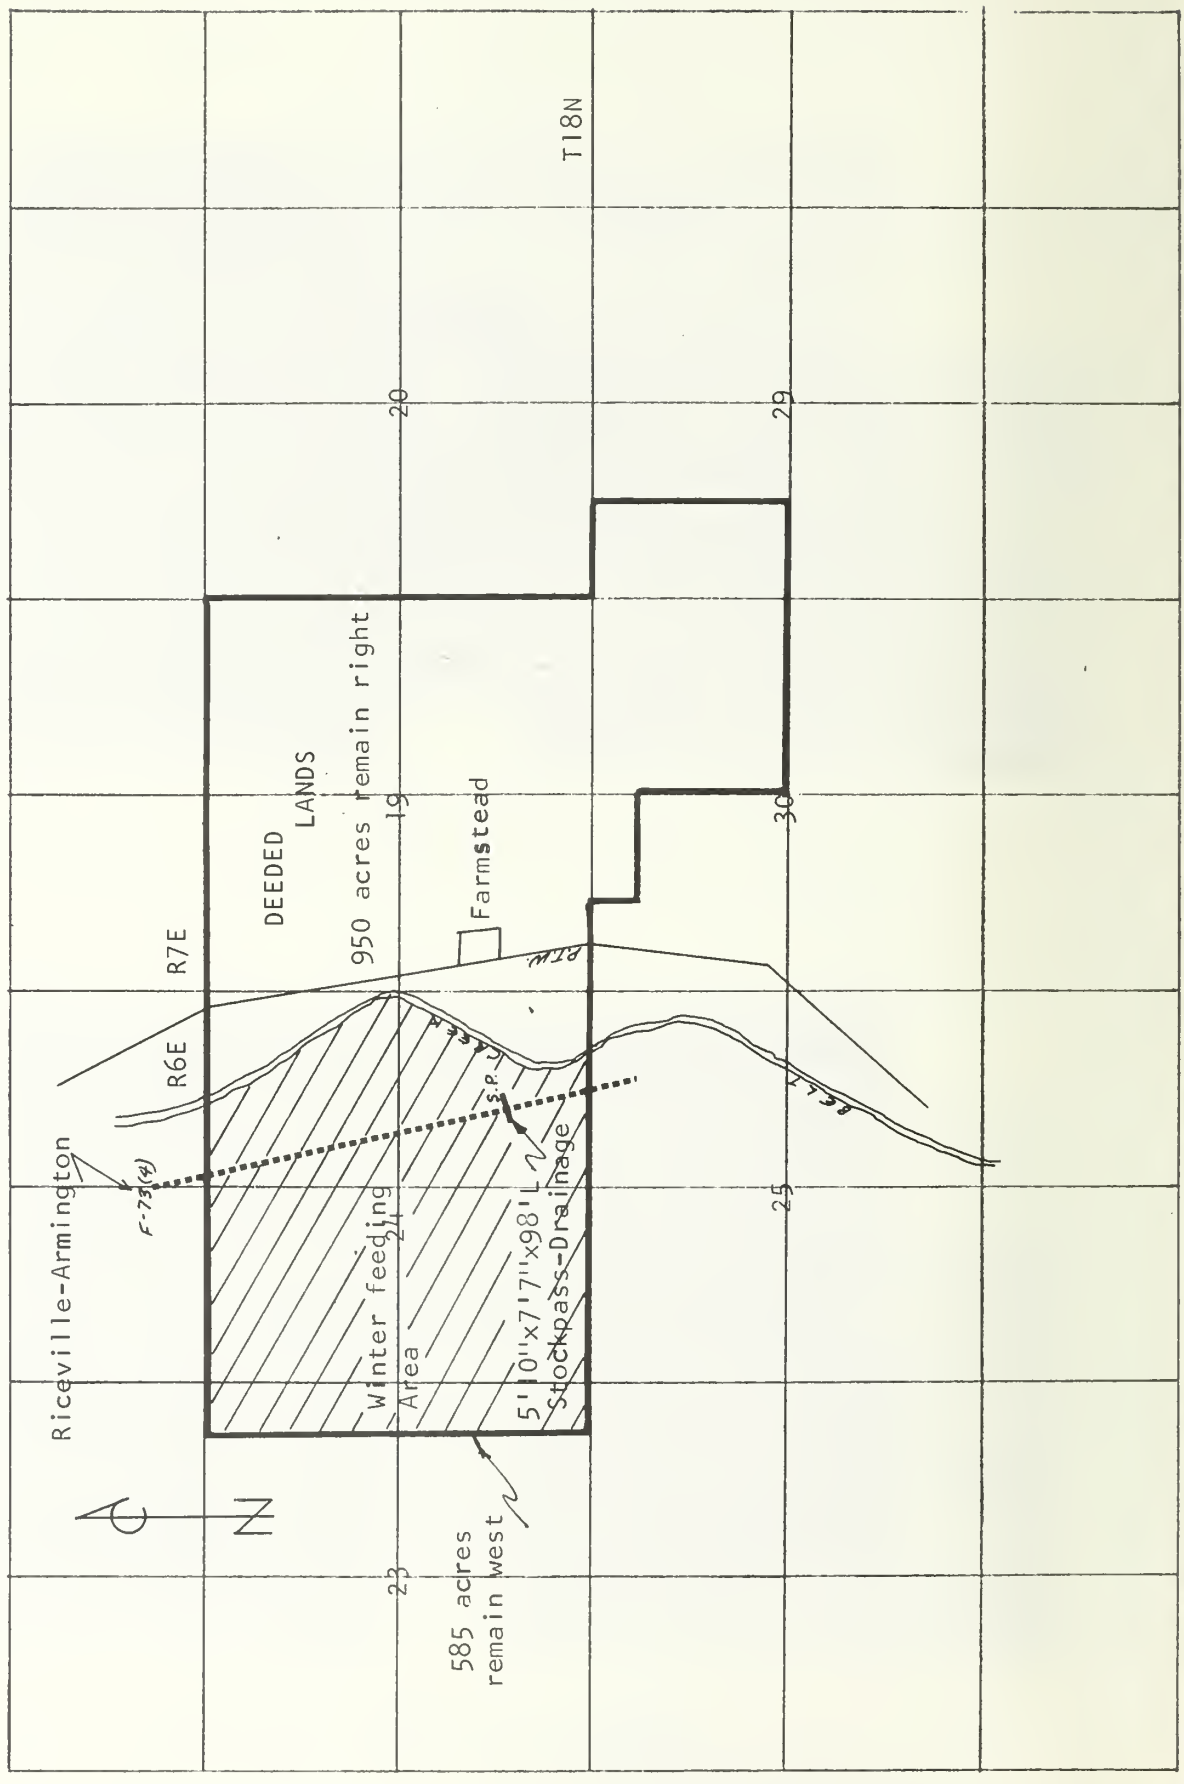 Riceville-Armington
F-73(4)
R6E
R7E
T18N
N
DEEDED
LANDS
950 acres remain right
23
24
19
20
Winter feeding
Area
Farmstead
CREEK
S.P.
P.T.W.
5'10"x7'7"x98'L
Stockpass-Drainage
585 acres
remain west
25
30
29
BELT